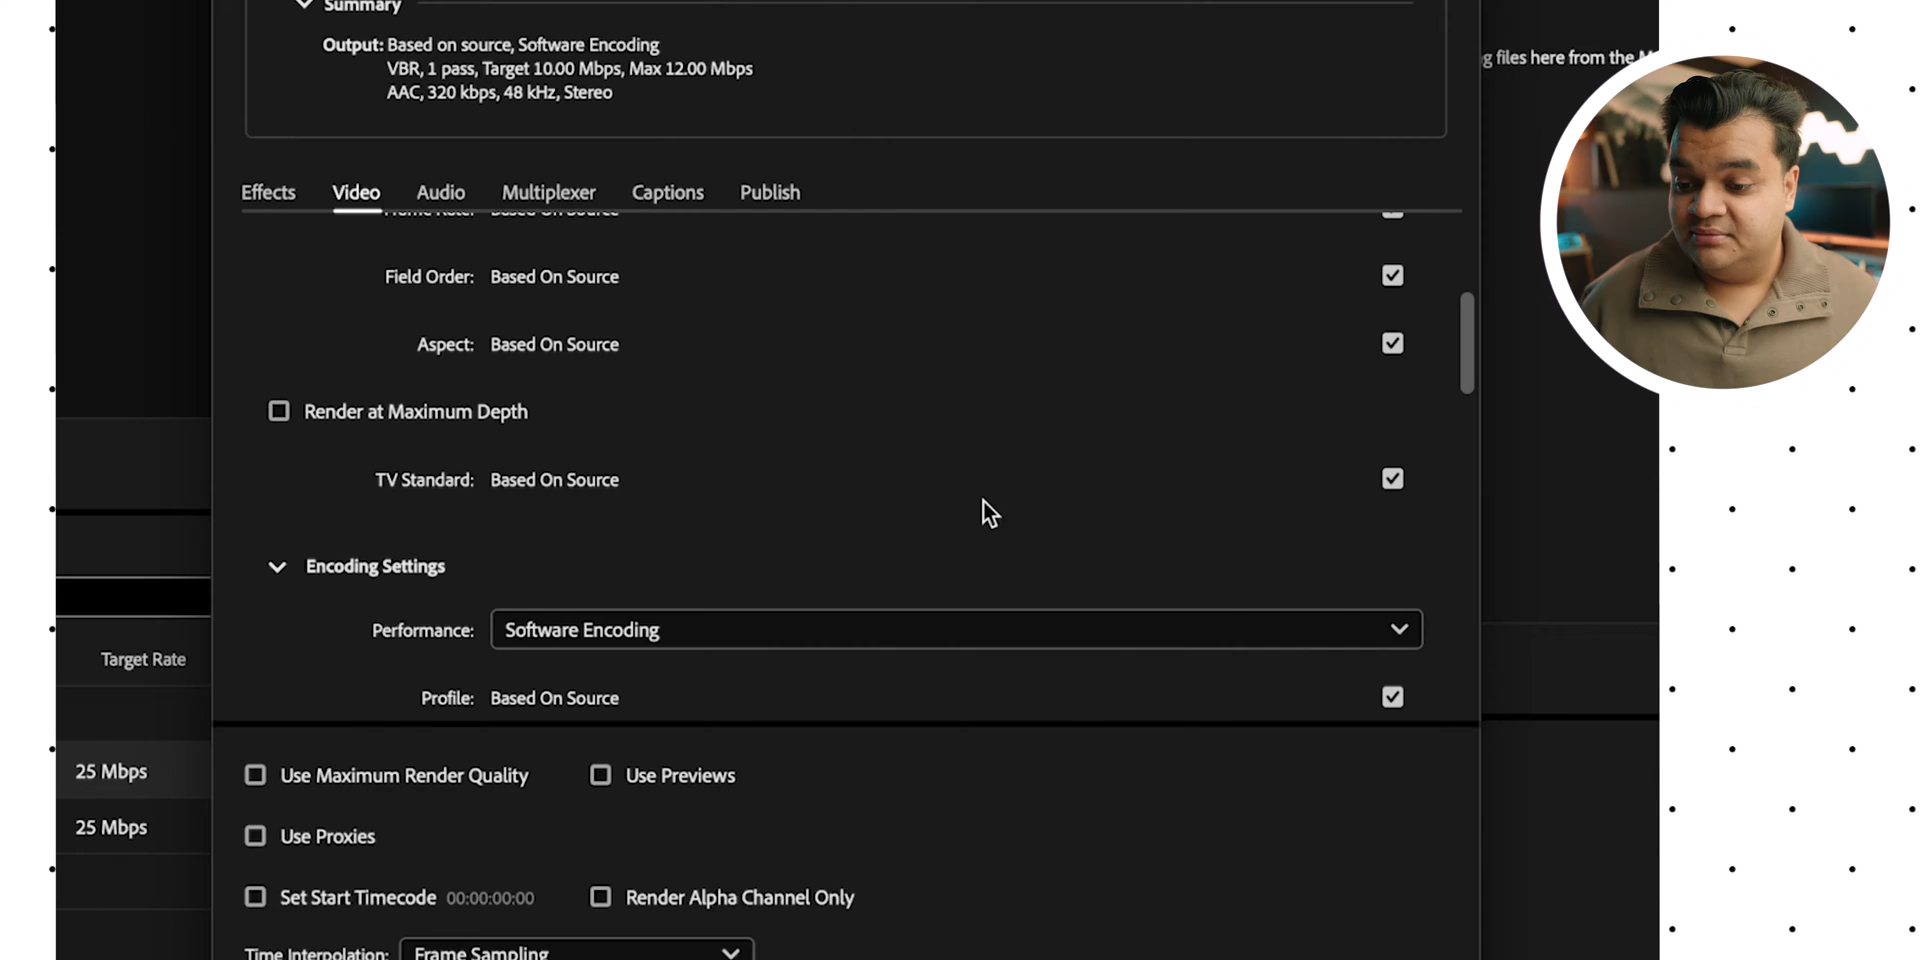 Summary
Output: Based on source, Software Encoding
VBR, 1 pass, Target 10.00 Mbps, Max 12.00 Mbps
AAC, 320 kbps, 48 kHz, Stereo
g files here from the
Effects Video Audio Multiplexer Captions Publish
Based On Source
Field Order: Based On Source
Aspect: Based On Source
Render at Maximum Depth
TV Standard: Based On Source
Encoding Settings
Performance: Software Encoding
Profile: Based On Source
Target Rate
25 Mbps
25 Mbps
Use Maximum Render Quality Use Previews
Use Proxies
Set Start Timecode 00:00:00:00 Render Alpha Channel Only
Time Interpolation: Frame Sampling